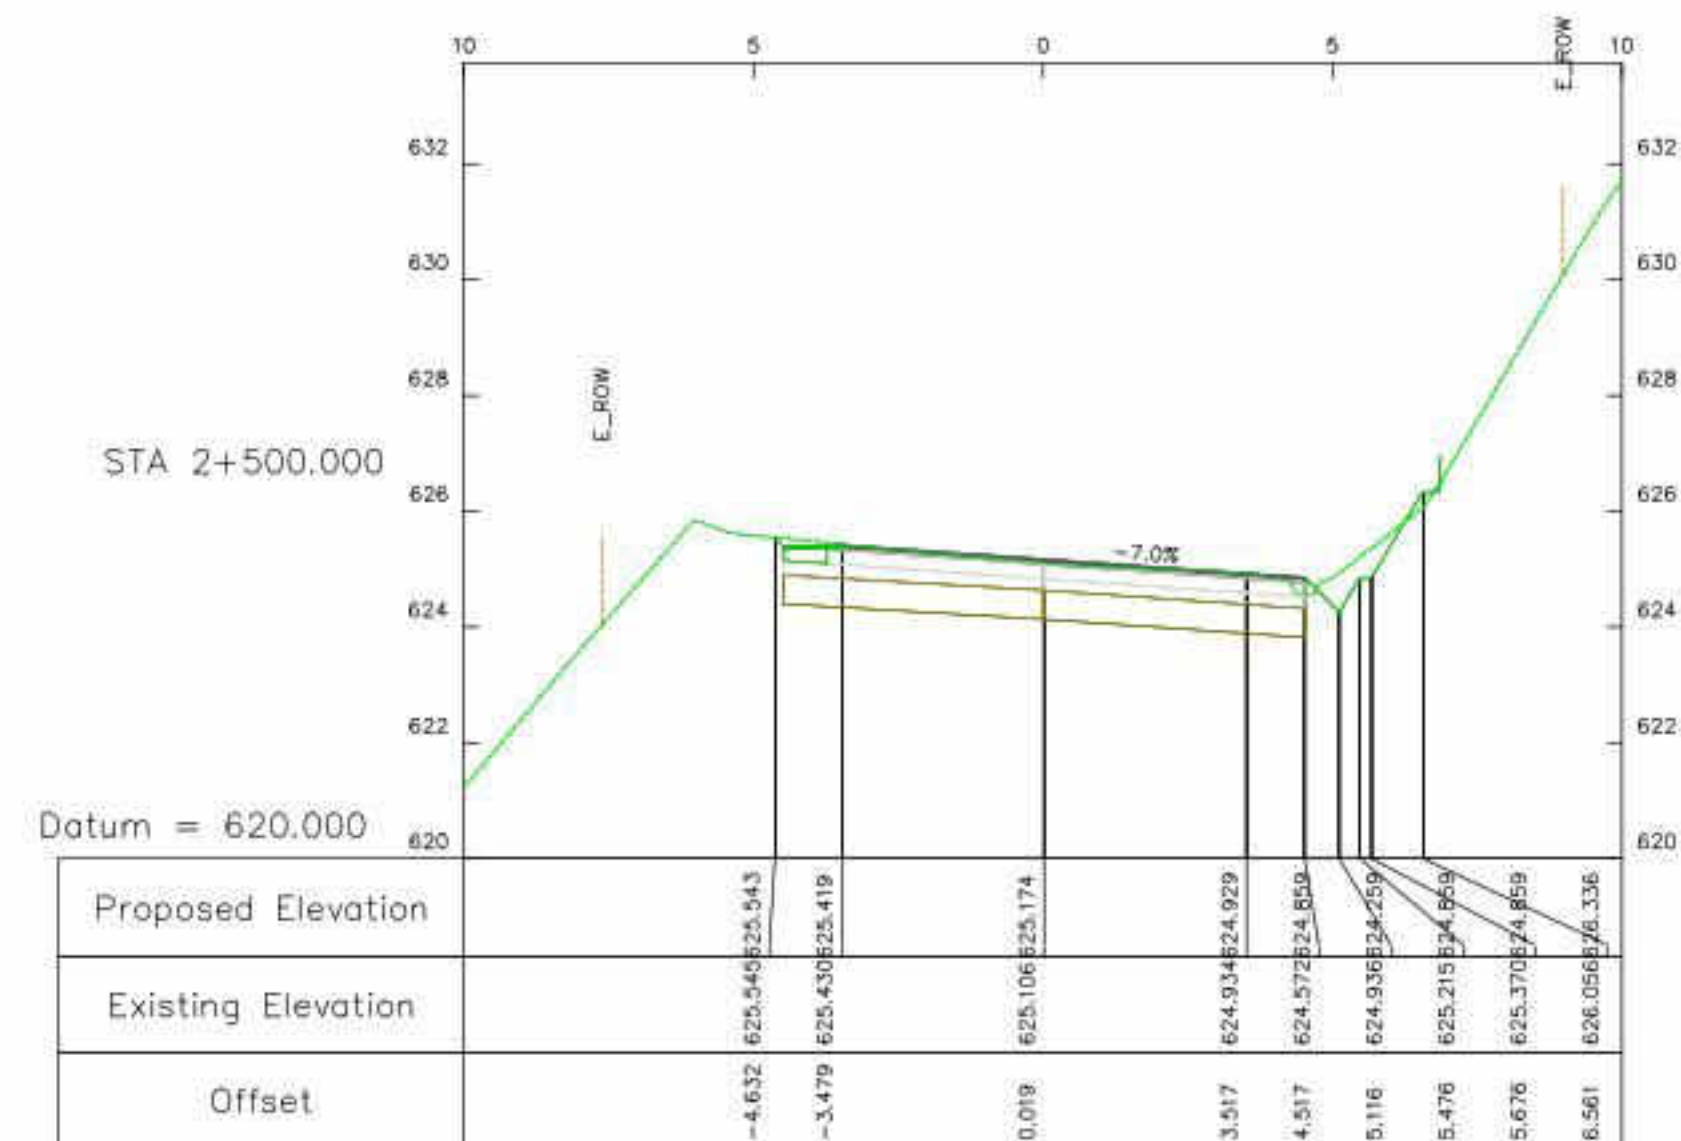 10 5 0 5 10
E_ROW
632 632
630 630
E_ROW
628 628
STA 2+500.000
626 626
-7.0%
624 624
622 622
Datum = 620.000
620 620
Proposed Elevation 625.543 625.419 625.174 624.929 624.859 624.259 624.859 624.859 626.336
Existing Elevation 625.545 625.430 625.106 624.934 624.572 624.936 625.215 625.370 626.056
Offset -4.632 -3.479 0.019 3.517 4.517 5.116 5.476 5.676 6.561